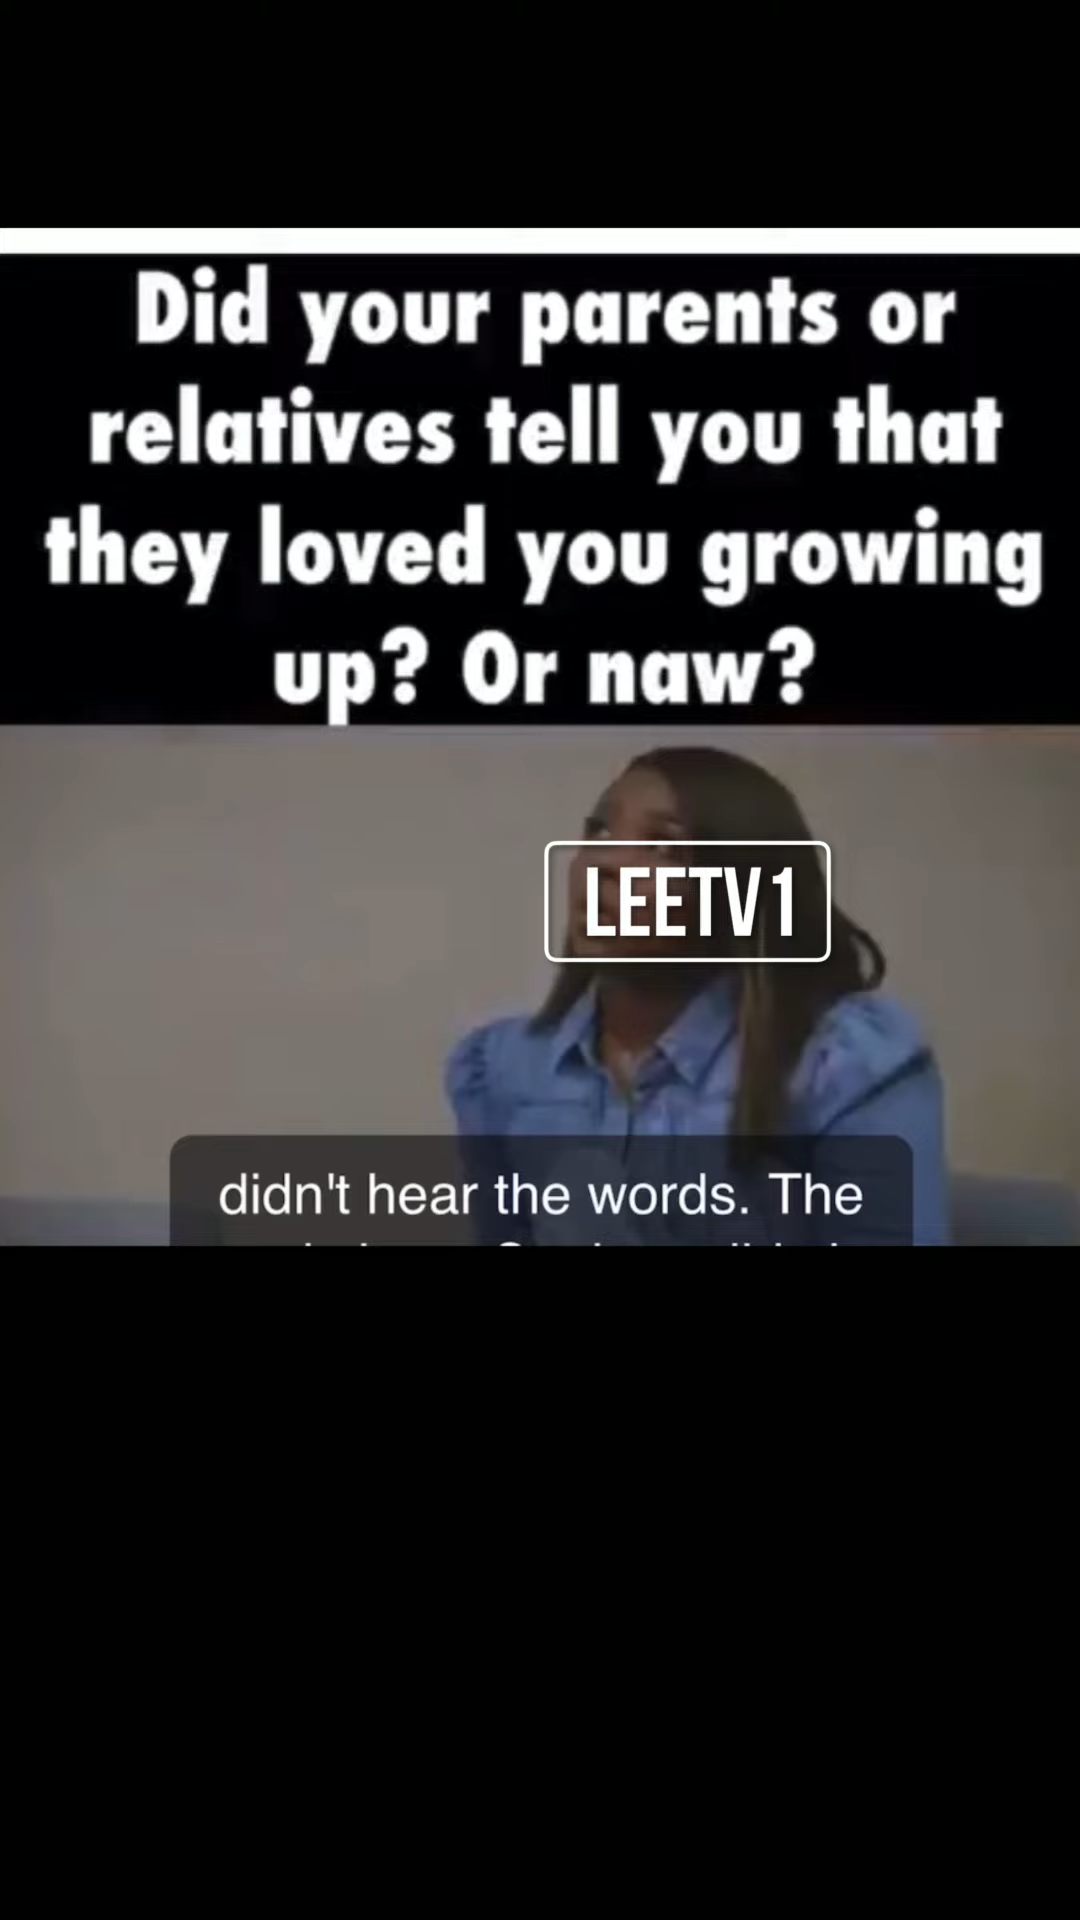 Did your parents or
relatives tell you that
they loved you growing
up? Or naw?
LEETV1
didn't hear the words. The